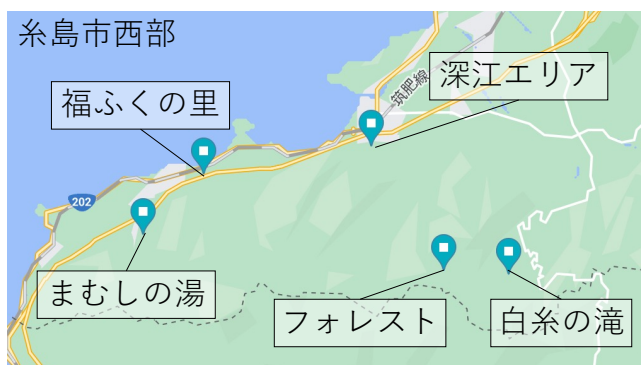 糸島市西部
深江エリア
福ふくの里
筑肥線
202
まむしの湯
フォレスト
白糸の滝